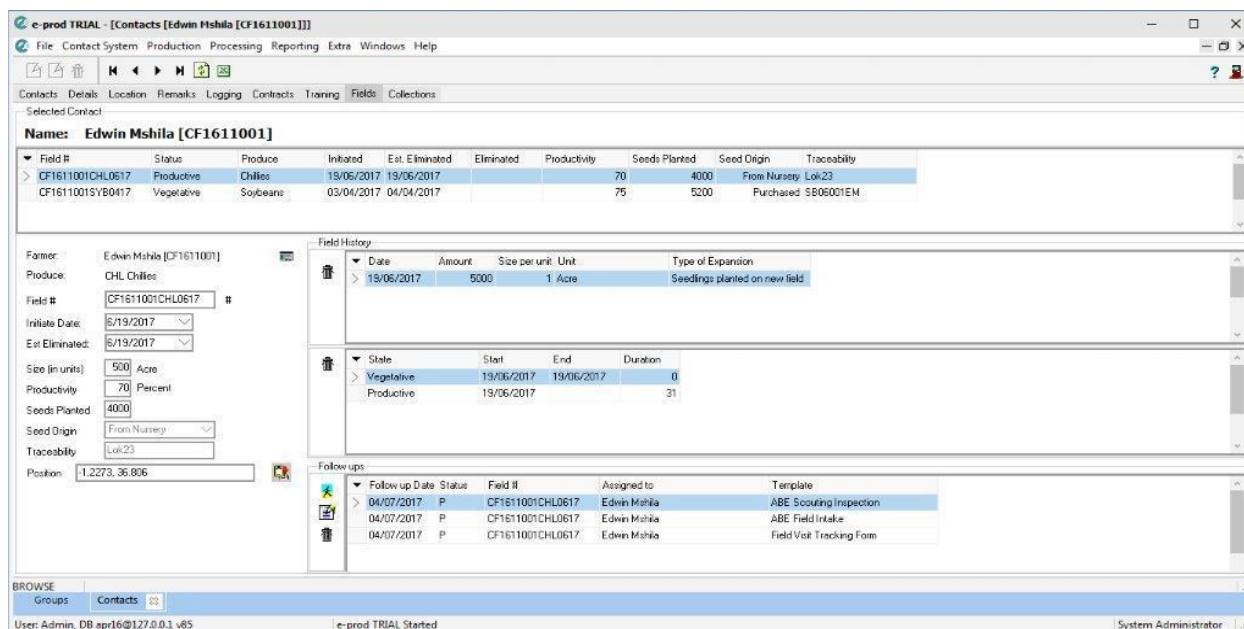 e-prod TRIAL - [Contacts [Edwin Mshila [CF1611001]]]
File Contact System Production Processing Reporting Extra Windows Help
Contacts Details Location Remarks Logging Contracts Training Fields Collections
Selected Contact
Name: Edwin Mshila [CF1611001]
Field # Status Produce Initiated Est. Eliminated Eliminated Productivity Seeds Planted Seed Origin Traceability
CF1611001CHL0617 Productive Chillies 19/06/2017 19/06/2017 70 4000 From Nursery Lok23
CF1611001SYB0417 Vegetative Soybeans 03/04/2017 04/04/2017 75 5200 Purchased SB06001EM
Farmer: Edwin Mshila [CF1611001]
Produce: CHL Chillies
Field # CF1611001CHL0617 #
Initiate Date: 6/19/2017
Est Eliminated: 6/19/2017
Size (in units) 500 Acre
Productivity 70 Percent
Seeds Planted 4000
Seed Origin From Nursery
Traceability Lok23
Position -1.2273, 36.806
Field History
Date Amount Size per unit Unit Type of Expansion
19/06/2017 5000 1 Acre Seedlings planted on new field
State Start End Duration
Vegetative 19/06/2017 19/06/2017 0
Productive 19/06/2017 31
Follow ups
Follow up Date Status Field # Assigned to Template
04/07/2017 P CF1611001CHL0617 Edwin Mshila ABE Scouting Inspection
04/07/2017 P CF1611001CHL0617 Edwin Mshila ABE Field Intake
04/07/2017 P CF1611001CHL0617 Edwin Mshila Field Visit Tracking Form
BROWSE
Groups Contacts
User: Admin, DB apr16@127.0.0.1 v85 e-prod TRIAL Started System Administrator